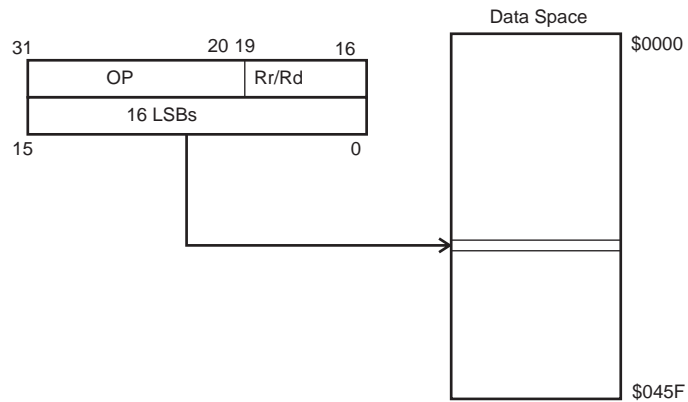 Data Space
$0000
31 20 19 16
OP Rr/Rd
16 LSBs
15 0
$045F